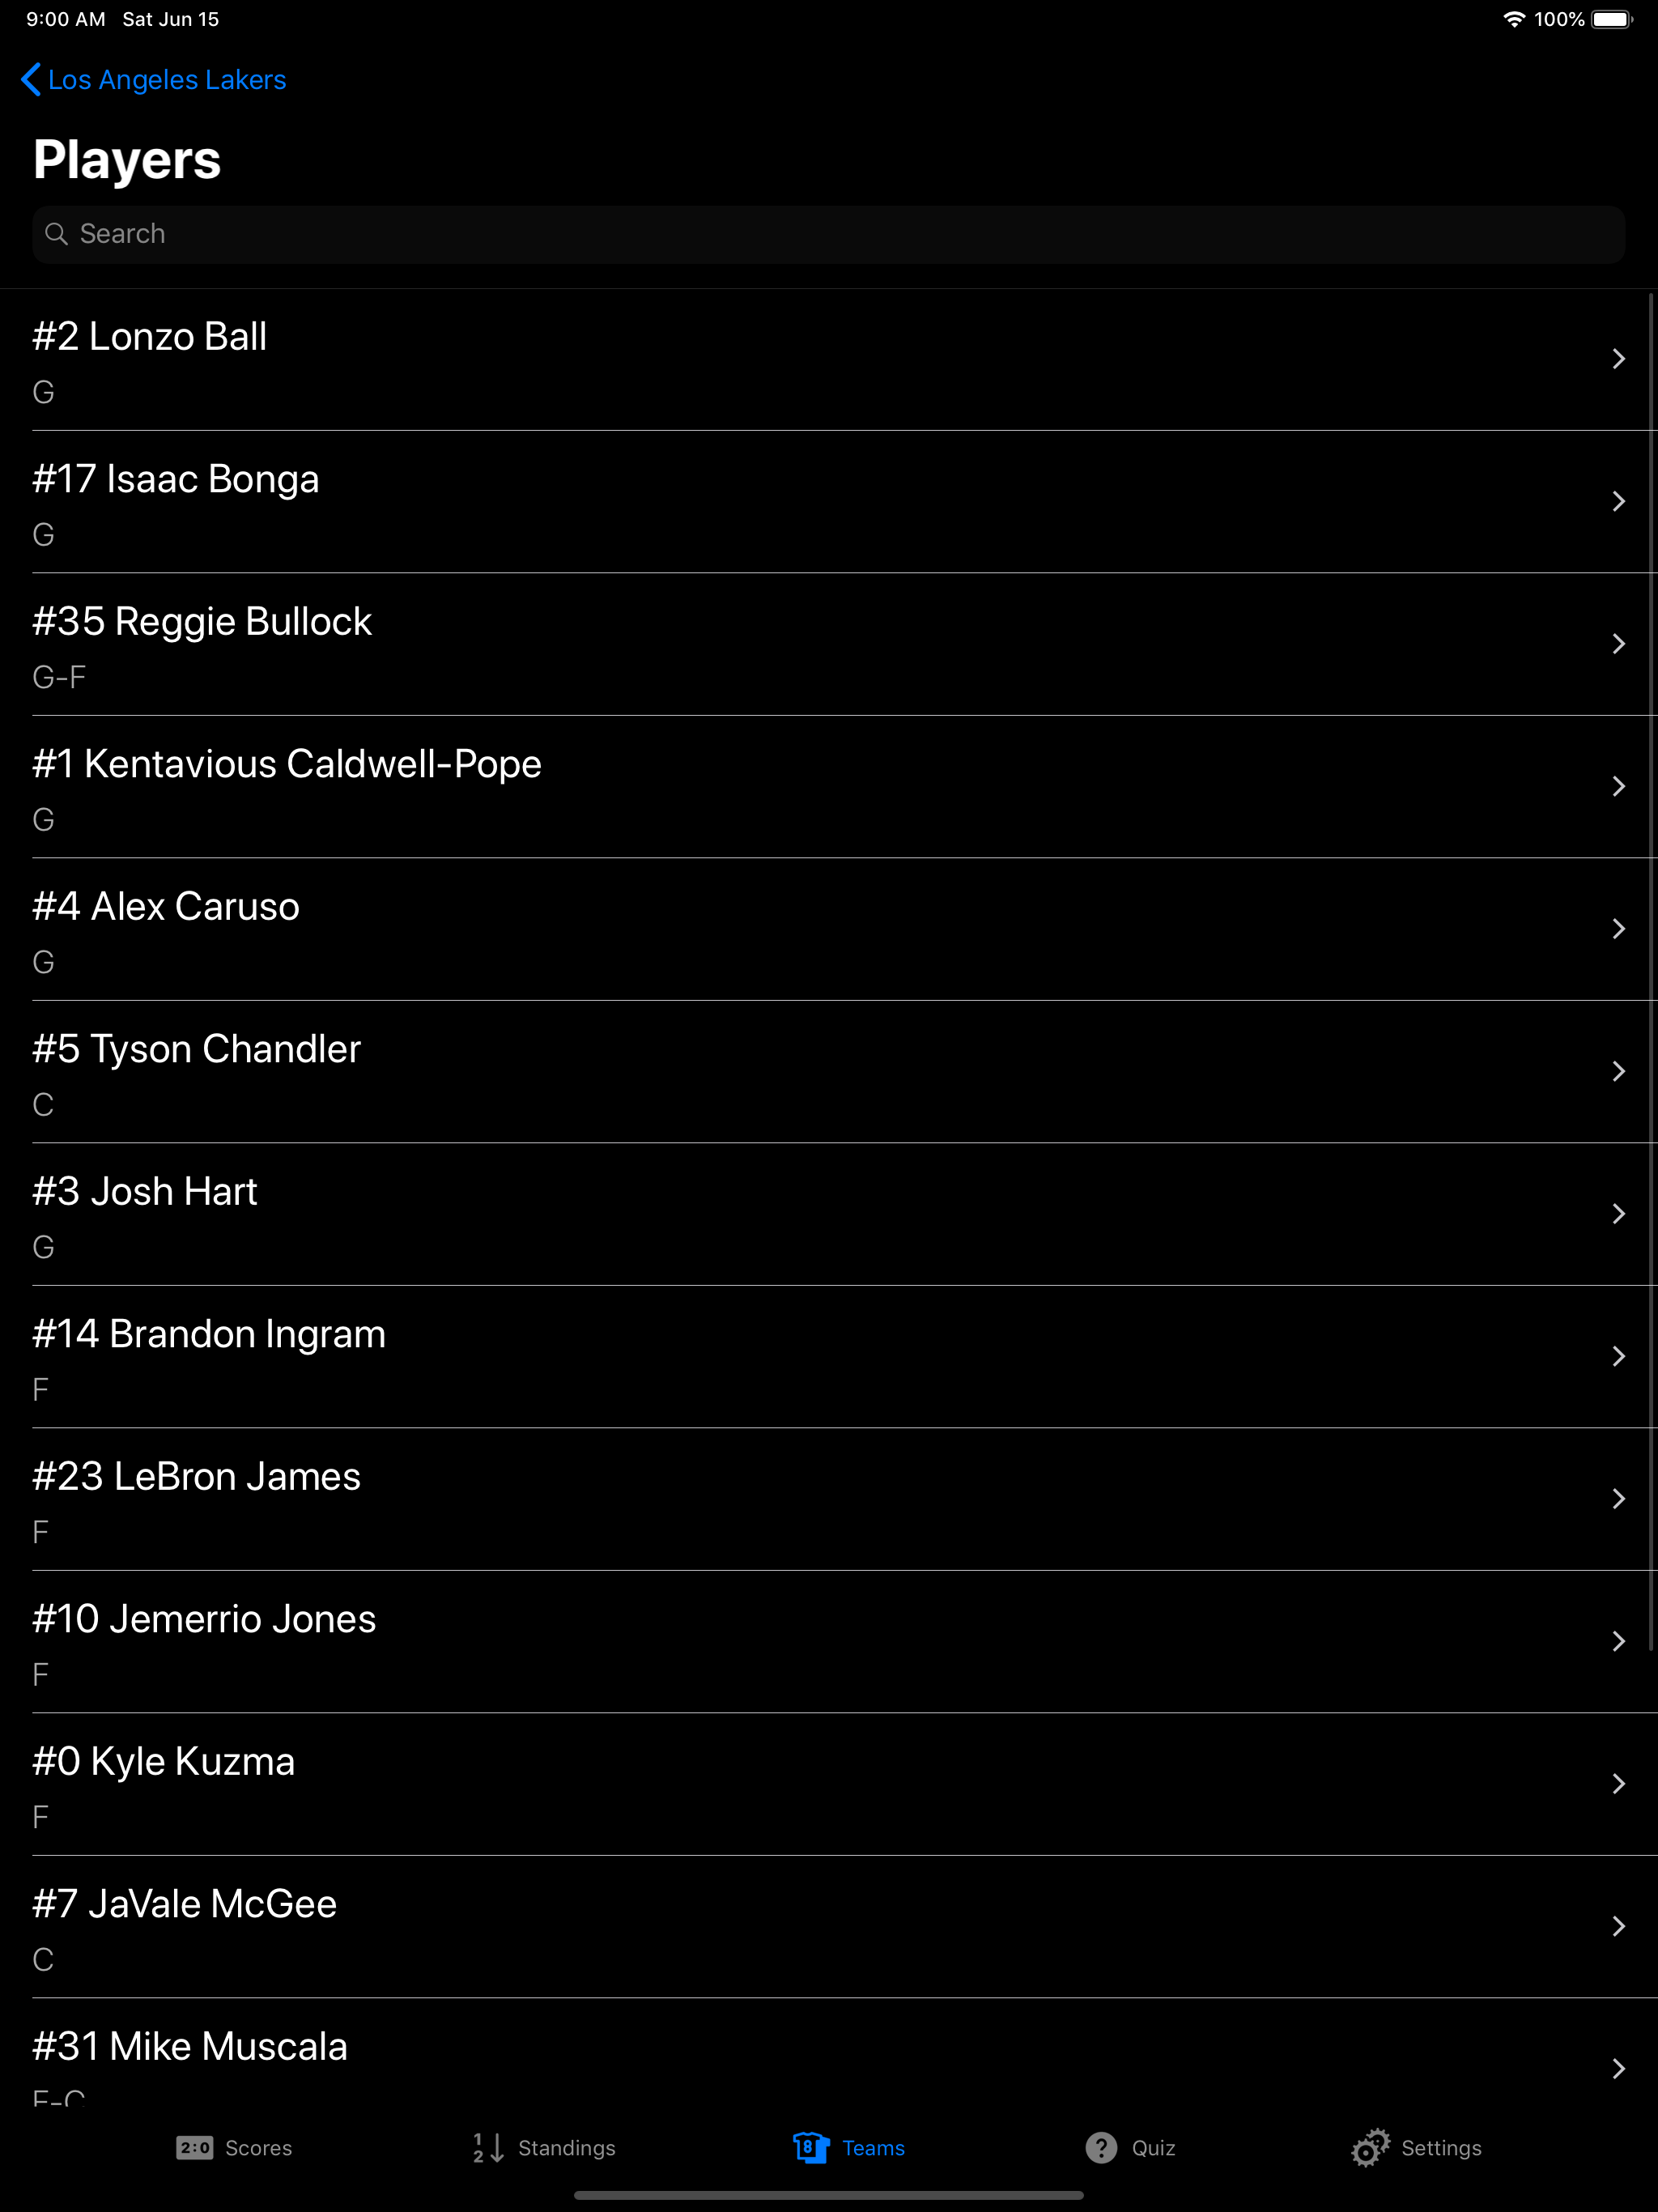 9:00 AM Sat Jun 15 100%
Los Angeles Lakers
Players
Search
#2 Lonzo Ball
G
#17 Isaac Bonga
G
#35 Reggie Bullock
G-F
#1 Kentavious Caldwell-Pope
G
#4 Alex Caruso
G
#5 Tyson Chandler
C
#3 Josh Hart
G
#14 Brandon Ingram
F
#23 LeBron James
F
#10 Jemerrio Jones
F
#0 Kyle Kuzma
F
#7 JaVale McGee
C
#31 Mike Muscala
F-C
2:0 Scores 1 2 Standings 8 Teams ? Quiz Settings